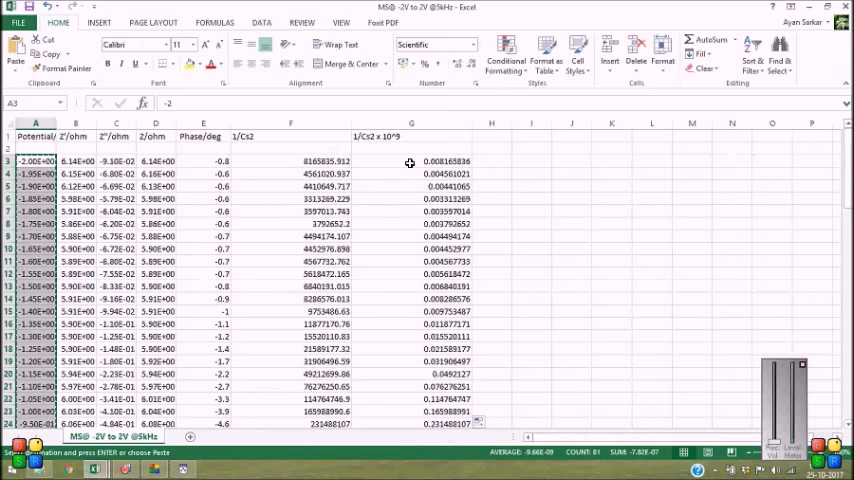 MS@ -2V to 2V @5kHz - Excel
FILE HOME INSERT PAGE LAYOUT FORMULAS DATA REVIEW VIEW Foxit PDF Ayan Sarkar
Cut
Copy
Format Painter
Paste
Clipboard
Calibri 11
B I U
Font
Wrap Text
Merge & Center
Alignment
Scientific
Number
Conditional Formatting
Format as Table
Cell Styles
Styles
Insert Delete Format
Cells
AutoSum
Fill
Clear
Sort & Filter
Find & Select
Editing
A3 fx -2
A B C D E F G H I J K L M N O P
1 Potential/ Z'/ohm Z"/ohm Z/ohm Phase/deg 1/Cs2 1/Cs2 x 10^9
2
3 -2.00E+00 6.14E+00 -9.10E-02 6.14E+00 -0.8 8165835.912 0.008165836
4 -1.95E+00 6.15E+00 -6.80E-02 6.14E+00 -0.6 4561020.937 0.004561021
5 -1.90E+00 6.12E+00 -6.69E-02 6.13E+00 -0.6 4410649.717 0.00441065
6 -1.85E+00 5.98E+00 -5.79E-02 5.98E+00 -0.6 3313269.229 0.003313269
7 -1.80E+00 5.91E+00 -6.04E-02 5.91E+00 -0.6 3597013.743 0.003597014
8 -1.75E+00 5.86E+00 -6.20E-02 5.86E+00 -0.6 3792652.2 0.003792652
9 -1.70E+00 5.88E+00 -6.75E-02 5.88E+00 -0.7 4494174.107 0.004494174
10 -1.65E+00 5.90E+00 -6.72E-02 5.90E+00 -0.7 4452976.898 0.004452977
11 -1.60E+00 5.89E+00 -6.80E-02 5.89E+00 -0.7 4567732.762 0.004567733
12 -1.55E+00 5.89E+00 -7.55E-02 5.89E+00 -0.7 5618472.165 0.005618472
13 -1.50E+00 5.90E+00 -8.33E-02 5.90E+00 -0.8 6840191.015 0.006840191
14 -1.45E+00 5.91E+00 -9.16E-02 5.91E+00 -0.9 8286576.013 0.008286576
15 -1.40E+00 5.91E+00 -9.94E-02 5.91E+00 -1 9753486.63 0.009753487
16 -1.35E+00 5.91E+00 -1.10E-01 5.91E+00 -1.1 11877170.76 0.011877171
17 -1.30E+00 5.91E+00 -1.25E-01 5.91E+00 -1.2 15520110.83 0.015520111
18 -1.25E+00 5.90E+00 -1.48E-01 5.91E+00 -1.4 21589177.32 0.021589177
19 -1.20E+00 5.91E+00 -1.80E-01 5.91E+00 -1.7 31906496.59 0.031906497
20 -1.15E+00 5.94E+00 -2.23E-01 5.94E+00 -2.2 49212699.86 0.0492127
21 -1.10E+00 5.97E+00 -2.78E-01 5.97E+00 -2.7 76276250.65 0.076276251
22 -1.05E+00 6.00E+00 -3.41E-01 6.01E+00 -3.3 114764746.9 0.114764747
23 -1.00E+00 6.03E+00 -4.10E-01 6.04E+00 -3.9 165988990.6 0.165988991
24 -9.50E-01 6.06E+00 -4.84E-01 6.08E+00 -4.6 231488107 0.231488107
MS@ -2V to 2V @5kHz
AVERAGE: -9.66E-09 COUNT: 81 SUM: -7.82E-07
Rec. Vol
Level Meter
25-10-2017